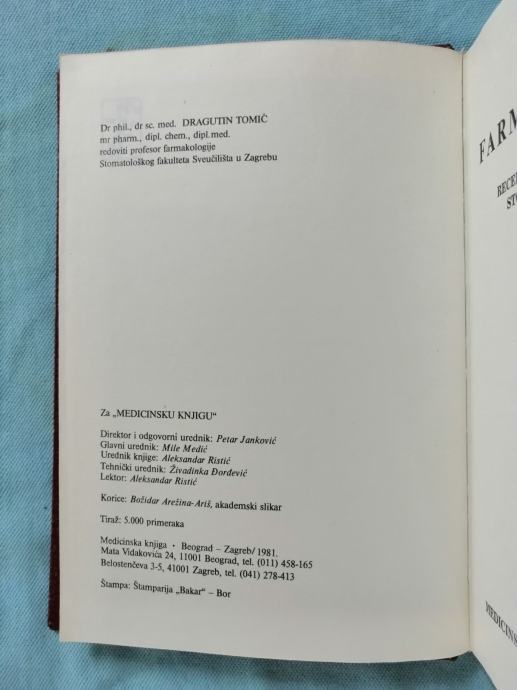 Dr phil., dr sc. med. DRAGUTIN TOMIĆ
mr pharm., dipl. chem., dipl. med.
redoviti profesor farmakologije
Stomatološkog fakulteta Sveučilišta u Zagrebu
Za „MEDICINSKU KNJIGU“
Direktor i odgovorni urednik: Petar Janković
Glavni urednik: Mile Medić
Urednik knjige: Aleksandar Ristić
Tehnički urednik: Živadinka Đorđević
Lektor: Aleksandar Ristić
Korice: Božidar Arežina-Ariš, akademski slikar
Tiraž: 5.000 primeraka
Medicinska knjiga · Beograd – Zagreb/1981.
Mata Vidakovića 24, 11001 Beograd, tel. (011) 458-165
Belostenčeva 3-5, 41001 Zagreb, tel. (041) 278-413
Štampa: Štamparija „Bakar“ – Bor
FARM
RECE
ST
MEDICINS